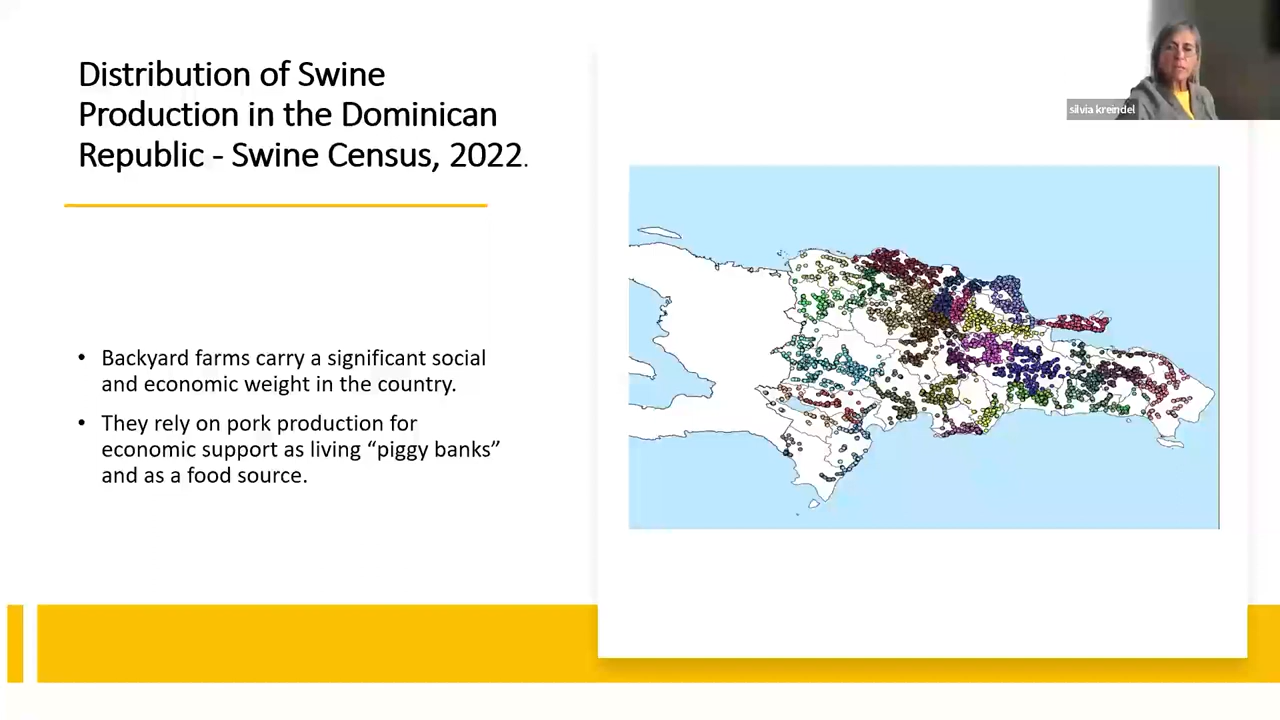 Distribution of Swine
Production in the Dominican
Republic - Swine Census, 2022.
silvia kreindel
• Backyard farms carry a significant social
and economic weight in the country.
• They rely on pork production for
economic support as living “piggy banks”
and as a food source.